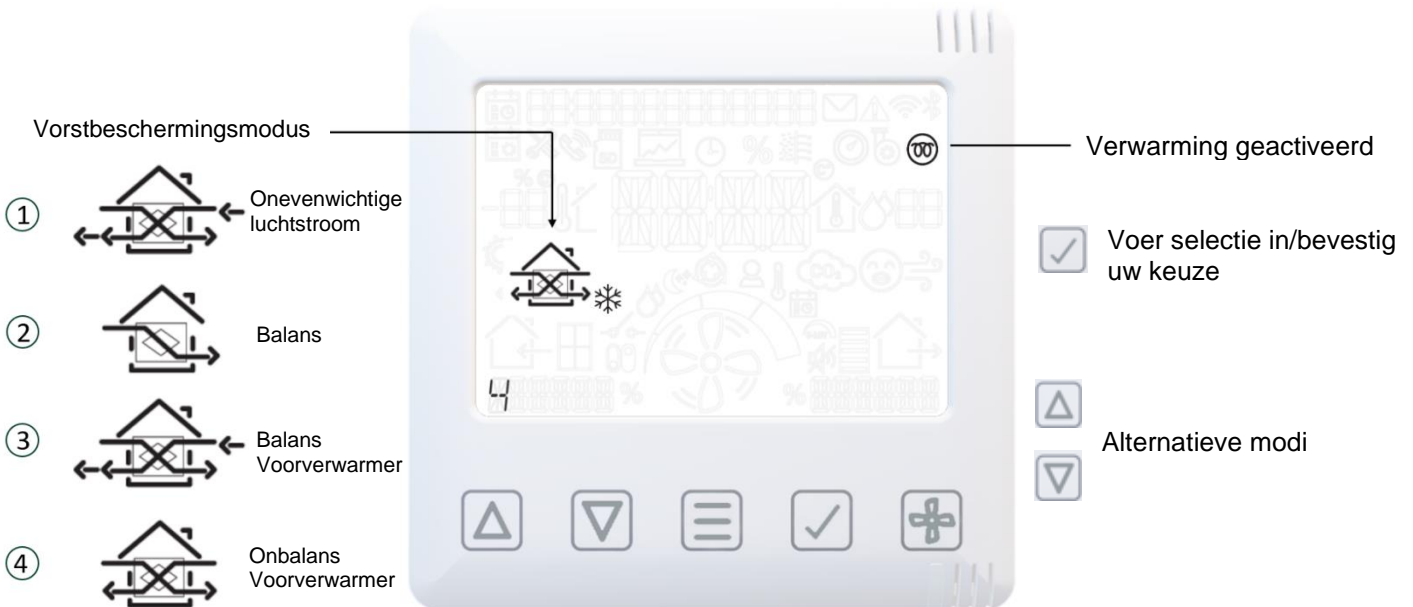 Vorstbeschermingsmodus
1
Onevenwichtige
luchtstroom
2
Balans
3
Balans
Voorverwarmer
4
Onbalans
Voorverwarmer
4
Verwarming geactiveerd
Voer selectie in/bevestig
uw keuze
Alternatieve modi